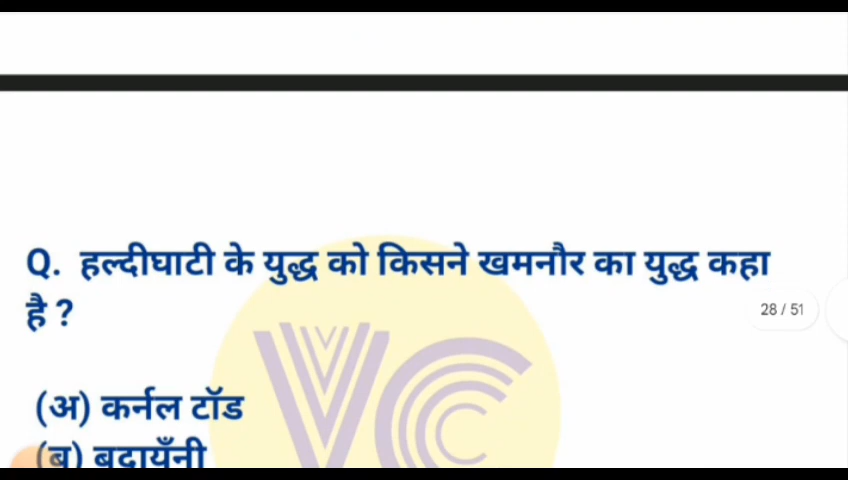 Q. हल्दीघाटी के युद्ध को किसने खमनौर का युद्ध कहा
है ?
28 / 51
(अ) कर्नल टॉड
(ब) बदायूँनी